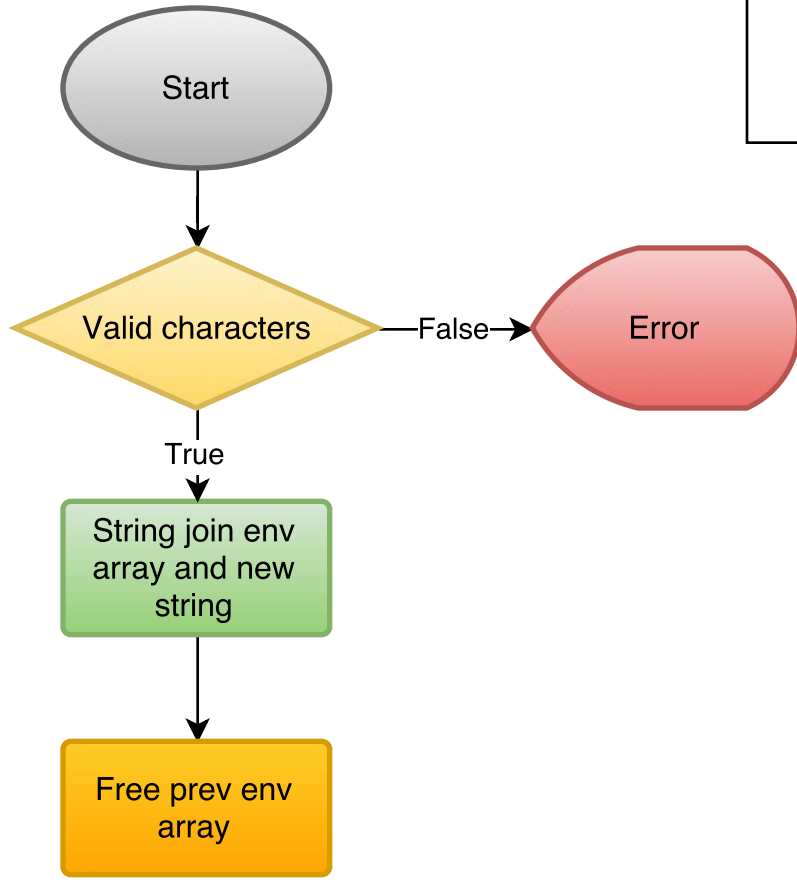 Start
Valid characters
False
Error
True
String join env
array and new
string
Free prev env
array